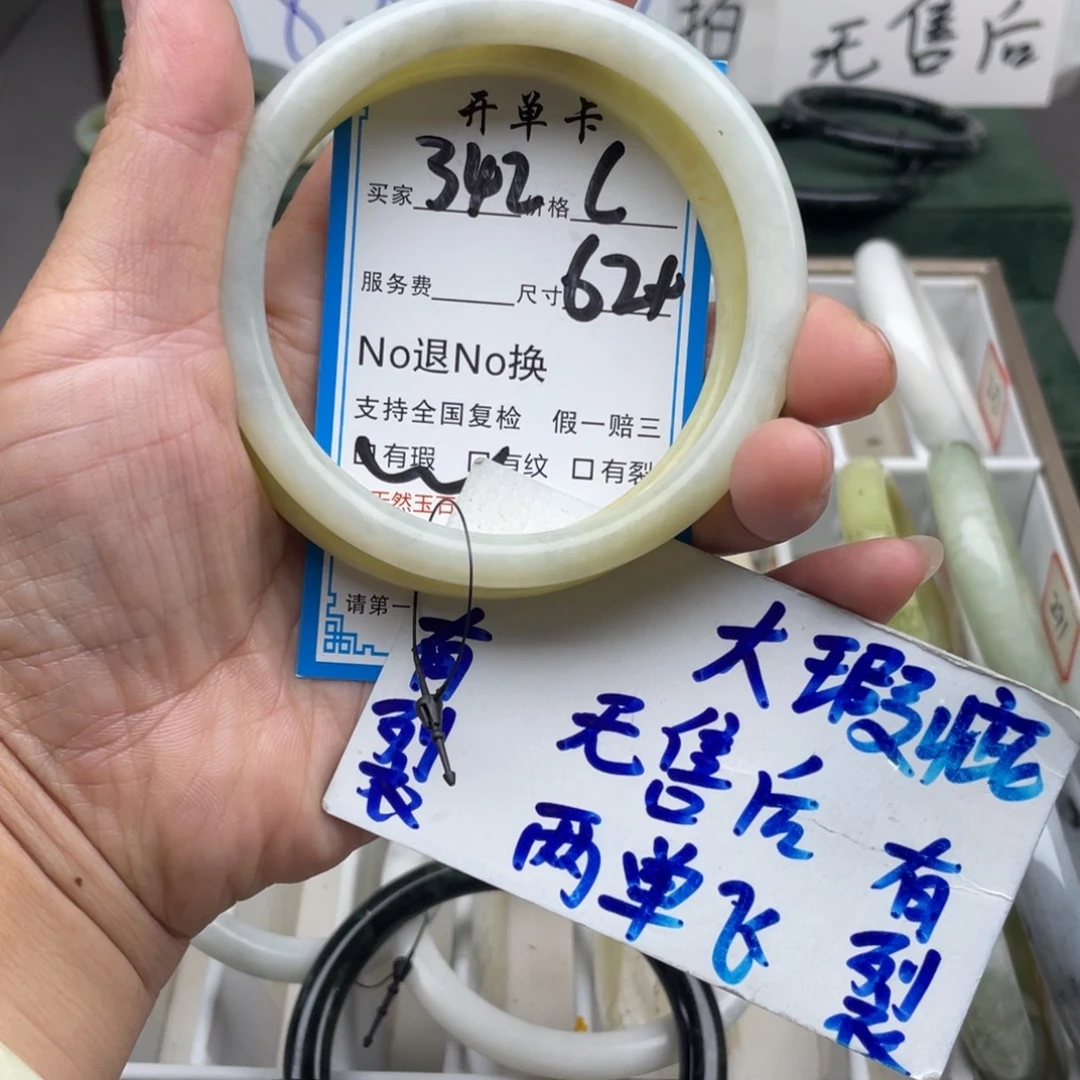 拍
无售后
开单卡
买家 342 价格 L
服务费 尺寸 62+
No退No换
支持全国复检 假一赔三
有瑕 有纹 口有裂
天然玉石
请第一
有裂
大瑕疵
无售后
两单飞
有裂
201